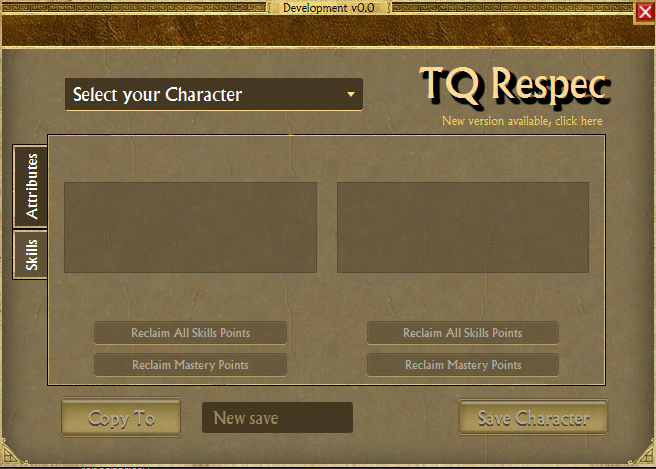 Development v0.0
Select your Character
TQ Respec
New version available, click here
Attributes
Skills
Reclaim All Skills Points
Reclaim All Skills Points
Reclaim Mastery Points
Reclaim Mastery Points
Copy To
New save
Save Character